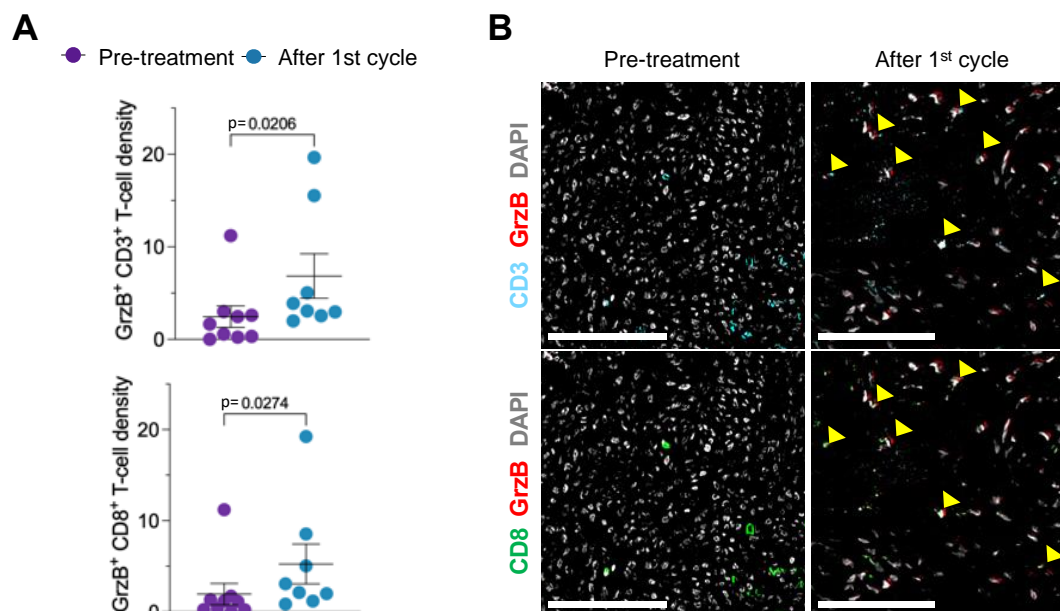 A
B
Pre-treatment
After 1st cycle
Pre-treatment
After 1st cycle
GrzB+ CD3+ T-cell density
p=0.0206
20
10
0
CD3 GrzB DAPI
GrzB+ CD8+ T-cell density
p=0.0274
20
10
0
CD8 GrzB DAPI